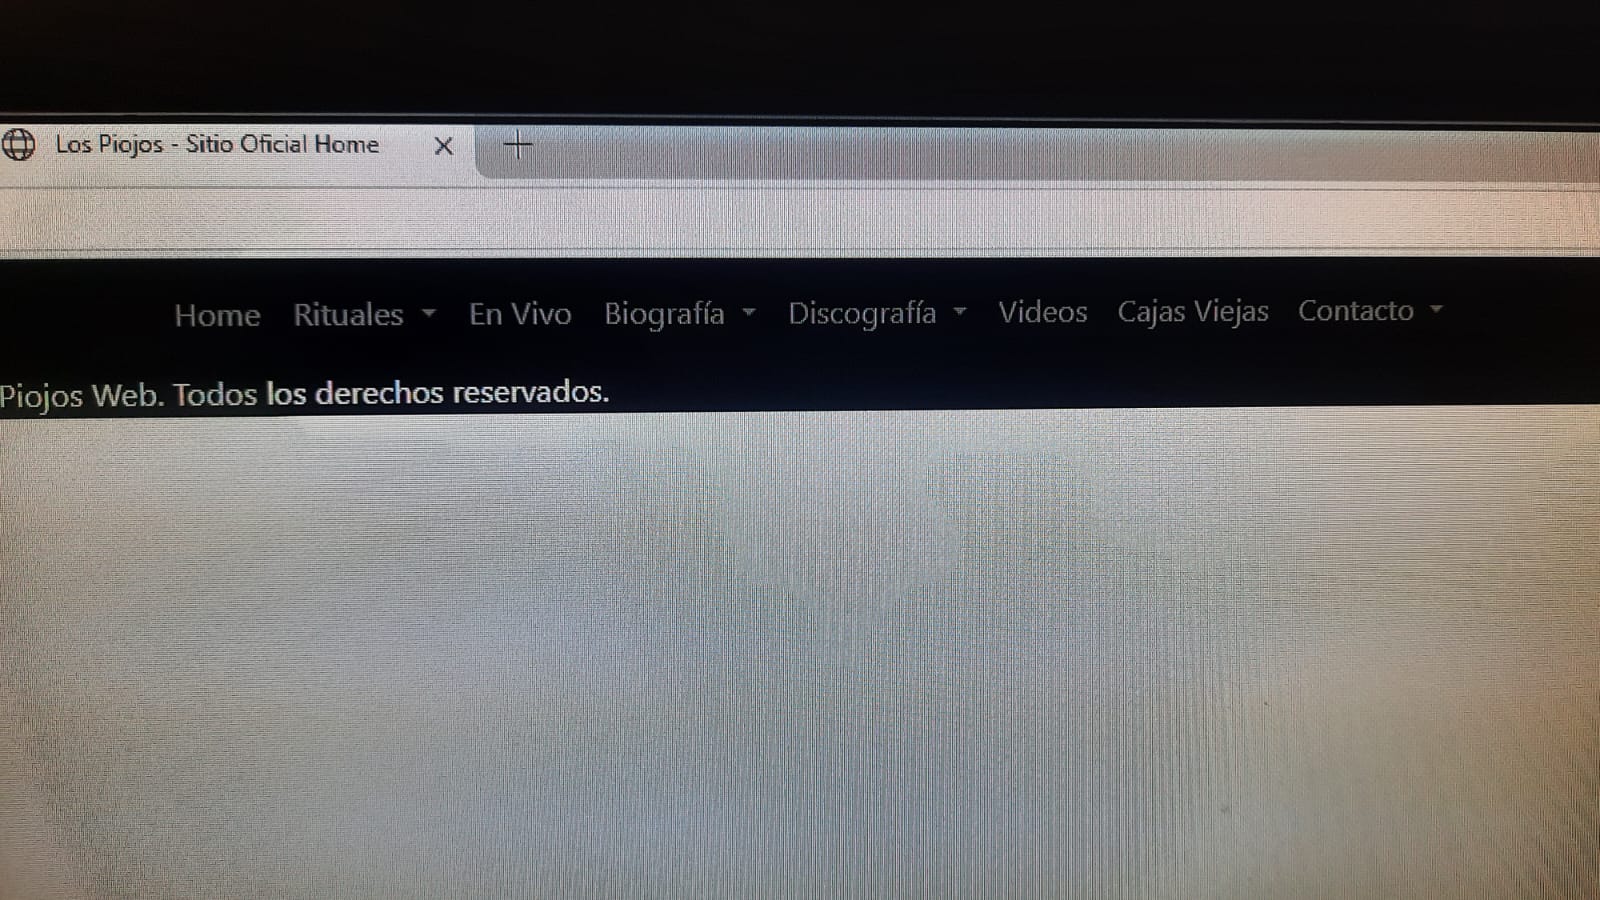 Los Piojos - Sitio Oficial Home
Home Rituales En Vivo Biografía Discografía Videos Cajas Viejas Contacto
Piojos Web. Todos los derechos reservados.